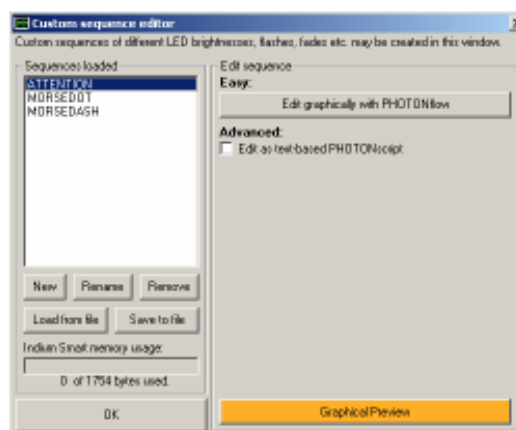 Custom sequence editor
Custom sequences of different LED brightnesses, flashes, fades etc. may be created in this window.
Sequences loaded
ATTENTION
MORSEDOT
MORSEDASH
New
Rename
Remove
Load from file
Save to file
Indium Smart memory usage:
0 of 1754 bytes used.
OK
Edit sequence
Easy:
Edit graphically with PHOTONflow
Advanced:
Edit as text-based PHOTONscript
Graphical Preview